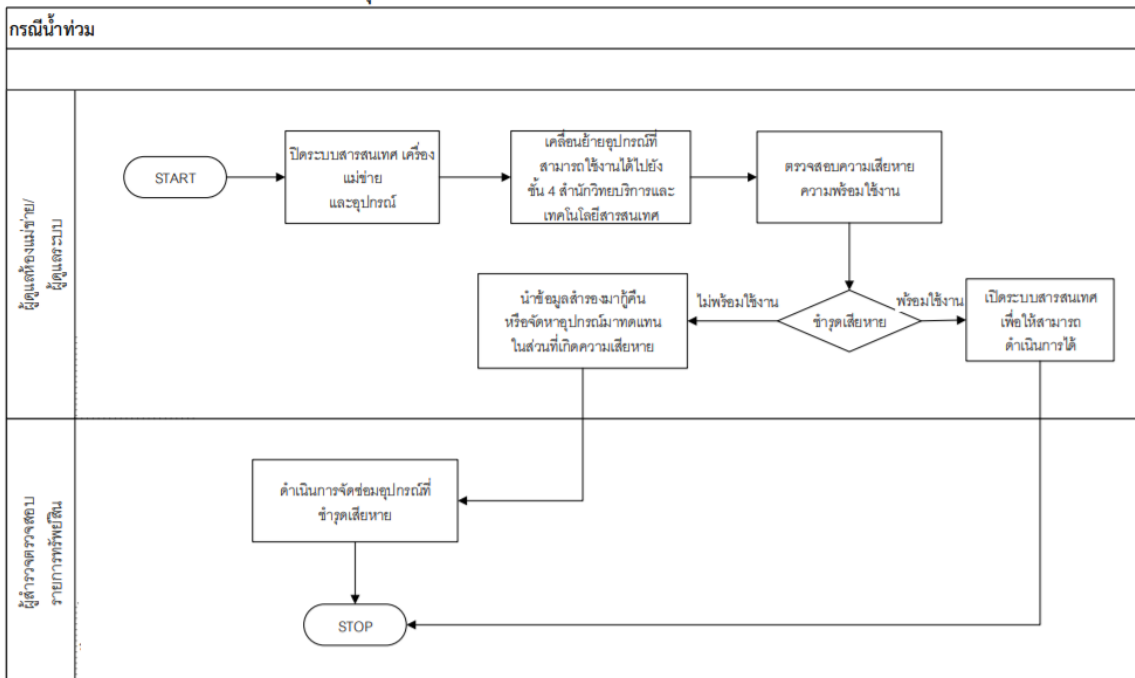 กรณีน้ำท่วม
ผู้ดูแลห้องแม่ข่าย/
ผู้ดูแลระบบ
START
ปิดระบบสารสนเทศ เครื่อง
แม่ข่าย
และอุปกรณ์
เคลื่อนย้ายอุปกรณ์ที่
สามารถใช้งานได้ไปยัง
ชั้น 4 สำนักวิทยบริการและ
เทคโนโลยีสารสนเทศ
ตรวจสอบความเสียหาย
ความพร้อมใช้งาน
ชำรุดเสียหาย
ไม่พร้อมใช้งาน
พร้อมใช้งาน
นำข้อมูลสำรองมากู้คืน
หรือจัดหาอุปกรณ์มาทดแทน
ในส่วนที่เกิดความเสียหาย
เปิดระบบสารสนเทศ
เพื่อให้สามารถ
ดำเนินการได้
ผู้สำรวจตรวจสอบ
รายการทรัพย์สิน
ดำเนินการจัดซ่อมอุปกรณ์ที่
ชำรุดเสียหาย
STOP